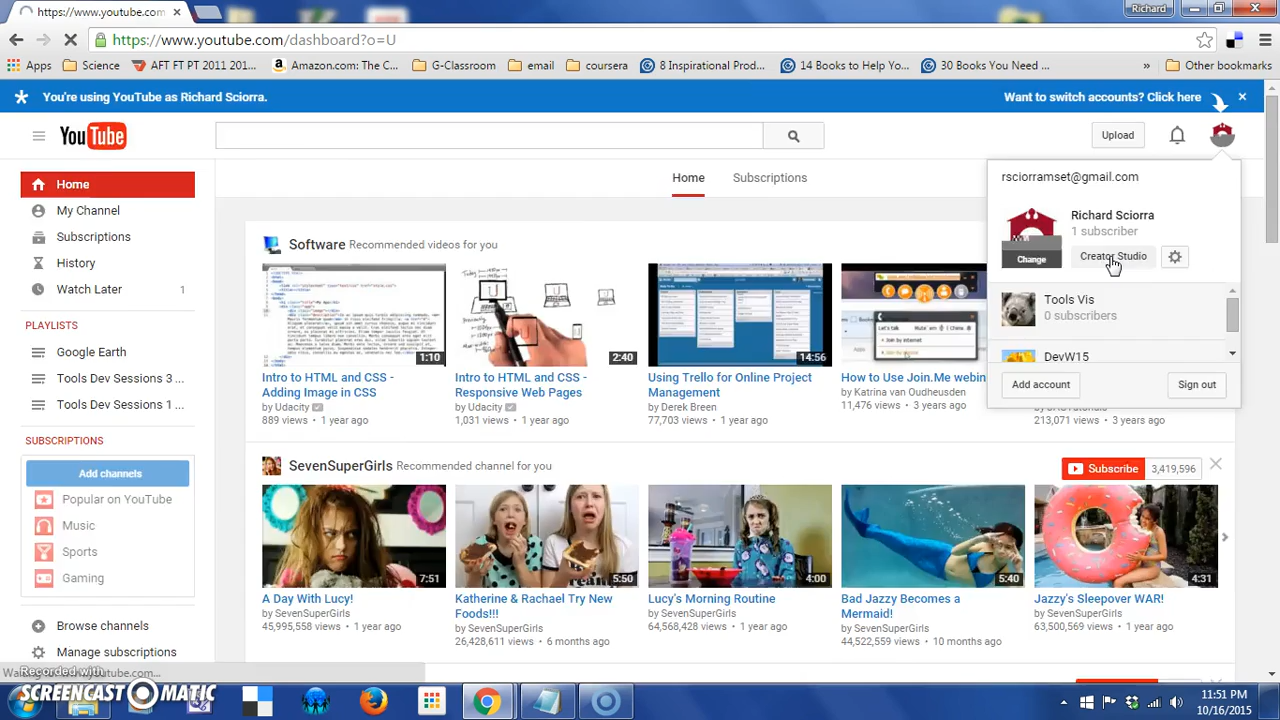 https://www.youtube.com
Richard
https://www.youtube.com/dashboard?o=U
Apps Science AFT FT PT 2011 201... Amazon.com: The C... G-Classroom email coursera 8 Inspirational Prod... 14 Books to Help Yo... 30 Books You Need ... » Other bookmarks
You're using YouTube as Richard Sciorra. Want to switch accounts? Click here
YouTube Upload
Home
My Channel
Subscriptions
History
Watch Later 1
PLAYLISTS
Google Earth
Tools Dev Sessions 3 ...
Tools Dev Sessions 1 ...
SUBSCRIPTIONS
Add channels
Popular on YouTube
Music
Sports
Gaming
Browse channels
Manage subscriptions
Home Subscriptions
rsciorramset@gmail.com
Richard Sciorra
1 subscriber
Change
Creator Studio
Tools Vis
0 subscribers
DevW15
Add account Sign out
Software Recommended videos for you
1:10 2:40 14:56
Intro to HTML and CSS -
Adding Image in CSS
by Udacity
889 views • 1 year ago
Intro to HTML and CSS -
Responsive Web Pages
by Udacity
1,031 views • 1 year ago
Using Trello for Online Project
Management
by Derek Breen
77,703 views • 1 year ago
How to Use Join.Me webin
by Katrina van Oudheusden
11,476 views • 3 years ago
213,071 views • 3 years ago
SevenSuperGirls Recommended channel for you
Subscribe 3,419,596
7:51 5:50 4:00 5:40 4:31
A Day With Lucy!
by SevenSuperGirls
45,995,558 views • 1 year ago
Katherine & Rachael Try New
Foods!!!
by SevenSuperGirls
26,428,611 views • 6 months ago
Lucy's Morning Routine
by SevenSuperGirls
64,568,428 views • 1 year ago
Bad Jazzy Becomes a
Mermaid!
by SevenSuperGirls
44,522,559 views • 10 months ago
Jazzy's Sleepover WAR!
by SevenSuperGirls
63,500,569 views • 1 year ago
Recorded with
SCREENCAST MATIC
11:51 PM
10/16/2015